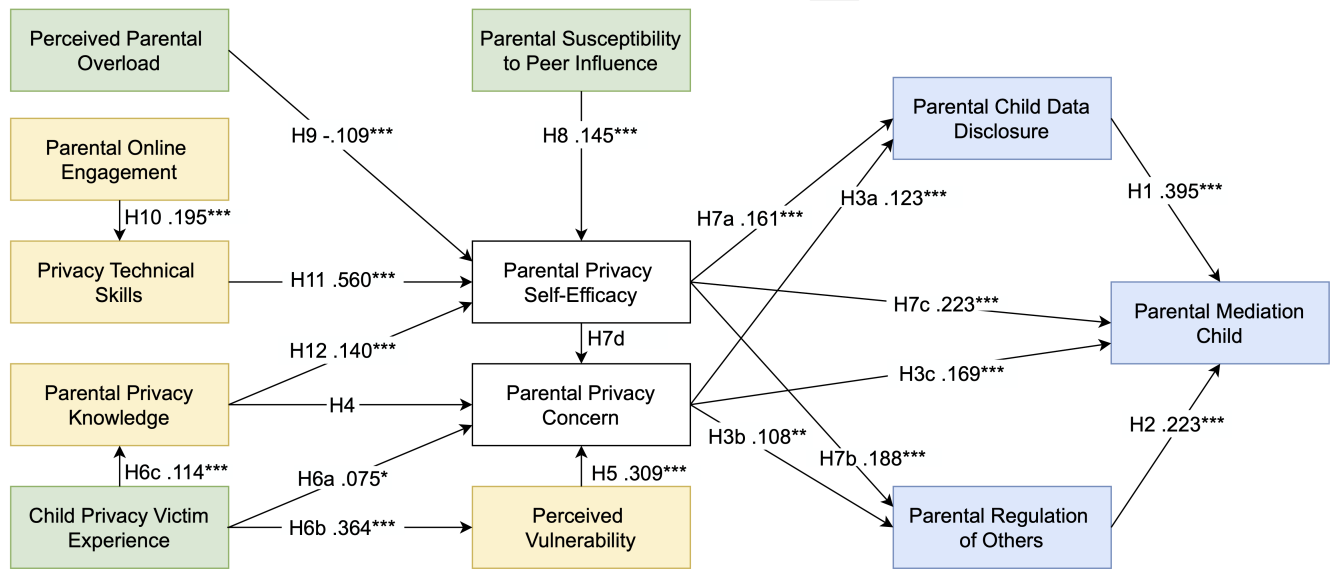 Perceived Parental
Overload
Parental Susceptibility
to Peer Influence
Parental Child Data
Disclosure
H9 -.109***
H8 .145***
Parental Online
Engagement
H10 .195***
H7a .161***
H3a .123***
H1 .395***
Privacy Technical
Skills
H11 .560***
Parental Privacy
Self-Efficacy
H7c .223***
Parental Mediation
Child
H12 .140***
H7d
Parental Privacy
Knowledge
H4
Parental Privacy
Concern
H3c .169***
H3b .108**
H7b .188***
H2 .223***
H6c .114***
H6a .075*
H5 .309***
Child Privacy Victim
Experience
H6b .364***
Perceived
Vulnerability
Parental Regulation
of Others